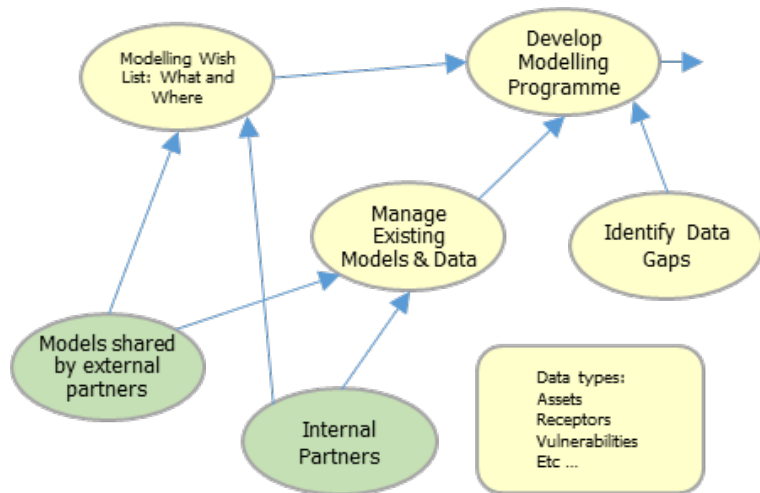 Modelling Wish
List: What and
Where
Develop
Modelling
Programme
Manage
Existing
Models & Data
Identify Data
Gaps
Models shared
by external
partners
Internal
Partners
Data types:
Assets
Receptors
Vulnerabilities
Etc ...